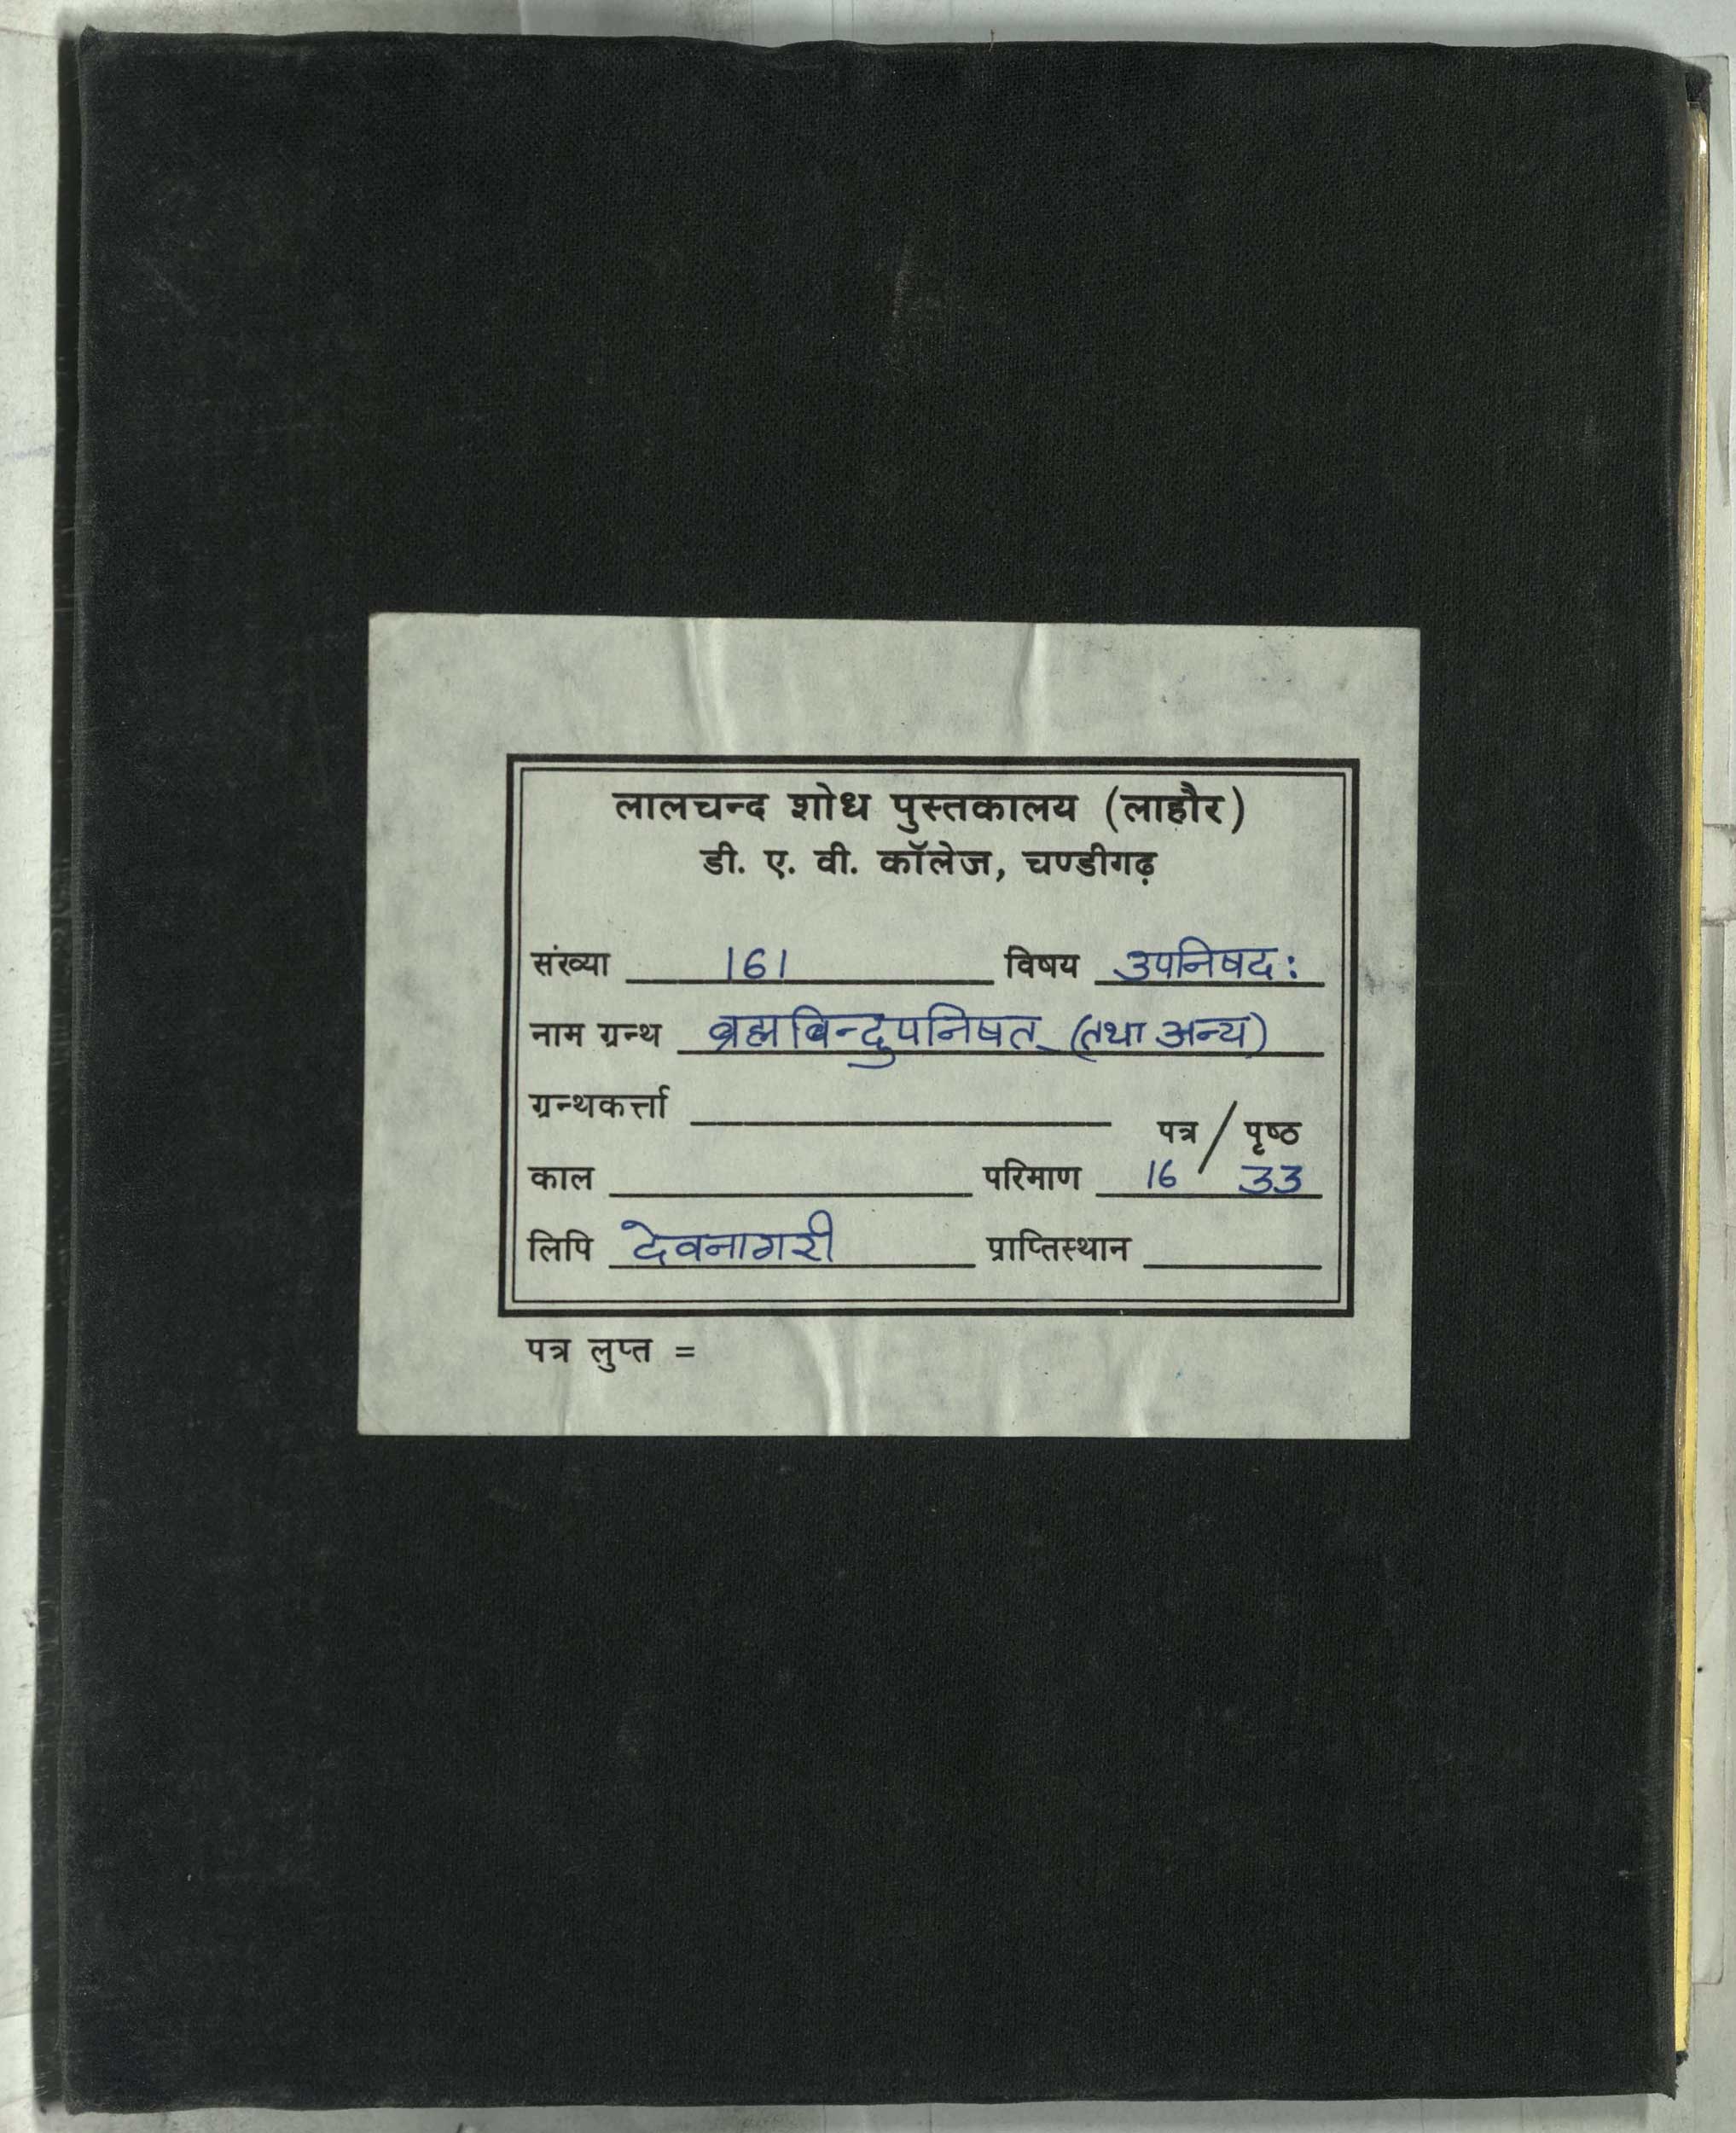 लालचन्द शोध पुस्तकालय (लाहौर)
डी. ए. वी. कॉलेज, चण्डीगढ़
संख्या 161 विषय उपनिषद:
नाम ग्रन्थ ब्रह्मबिन्दुपनिषत् (तथा अन्य)
ग्रन्थकर्त्ता
पत्र / पृष्ठ
काल परिमाण 16 / 33
लिपि देवनागरी प्राप्तिस्थान
पत्र लुप्त =